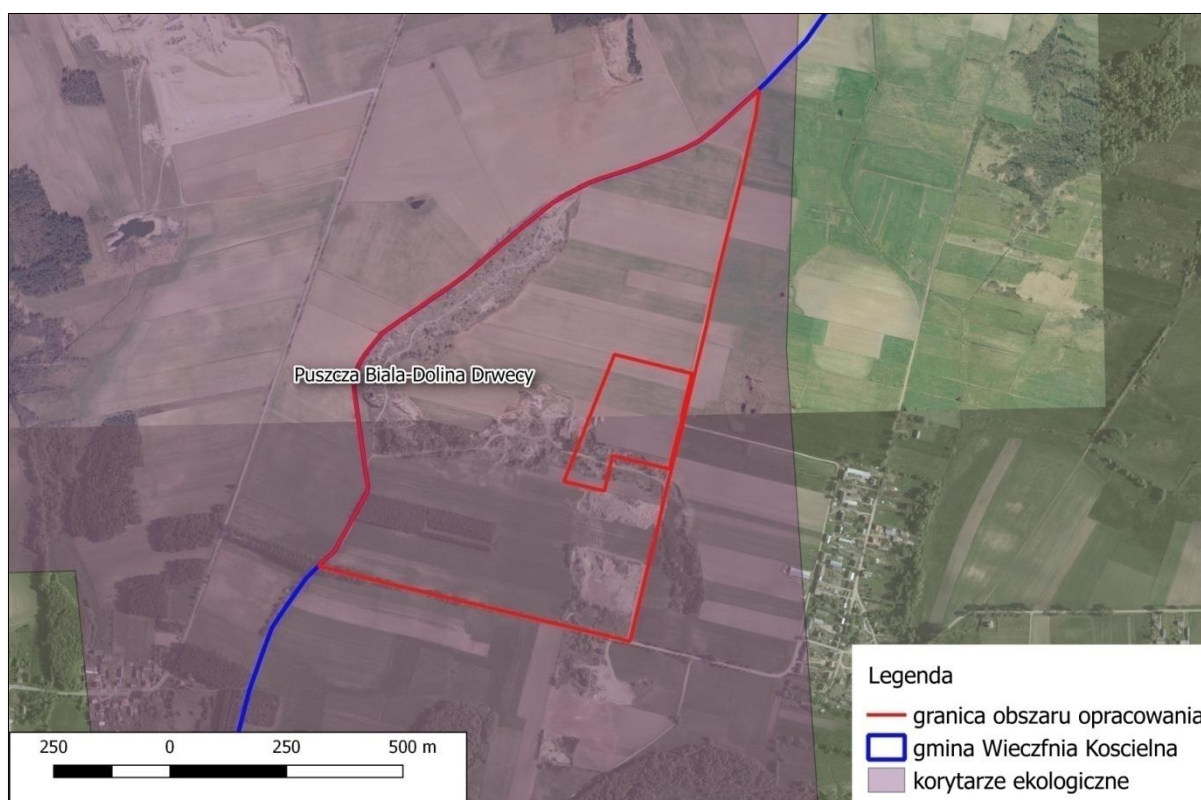 Puszcza Biala-Dolina Drwecy
Legenda
granica obszaru opracowania
gmina Wieczfnia Koscielna
korytarze ekologiczne
250 0 250 500 m